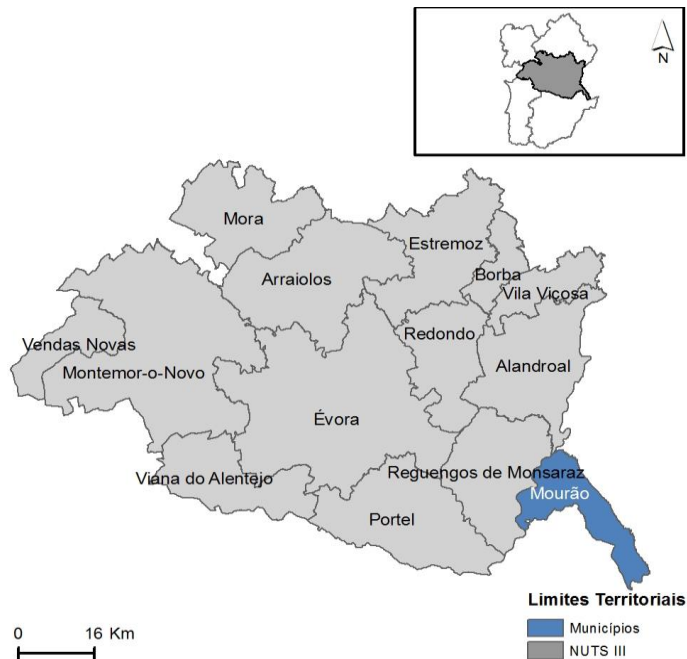 N
Mora
Estremoz
Arraiolos
Borba
Vila Viçosa
Redondo
Vendas Novas
Alandroal
Montemor-o-Novo
Évora
Reguengos de Monsaraz
Viana do Alentejo
Mourão
Portel
Limites Territoriais
0 16 Km
Municípios
NUTS III